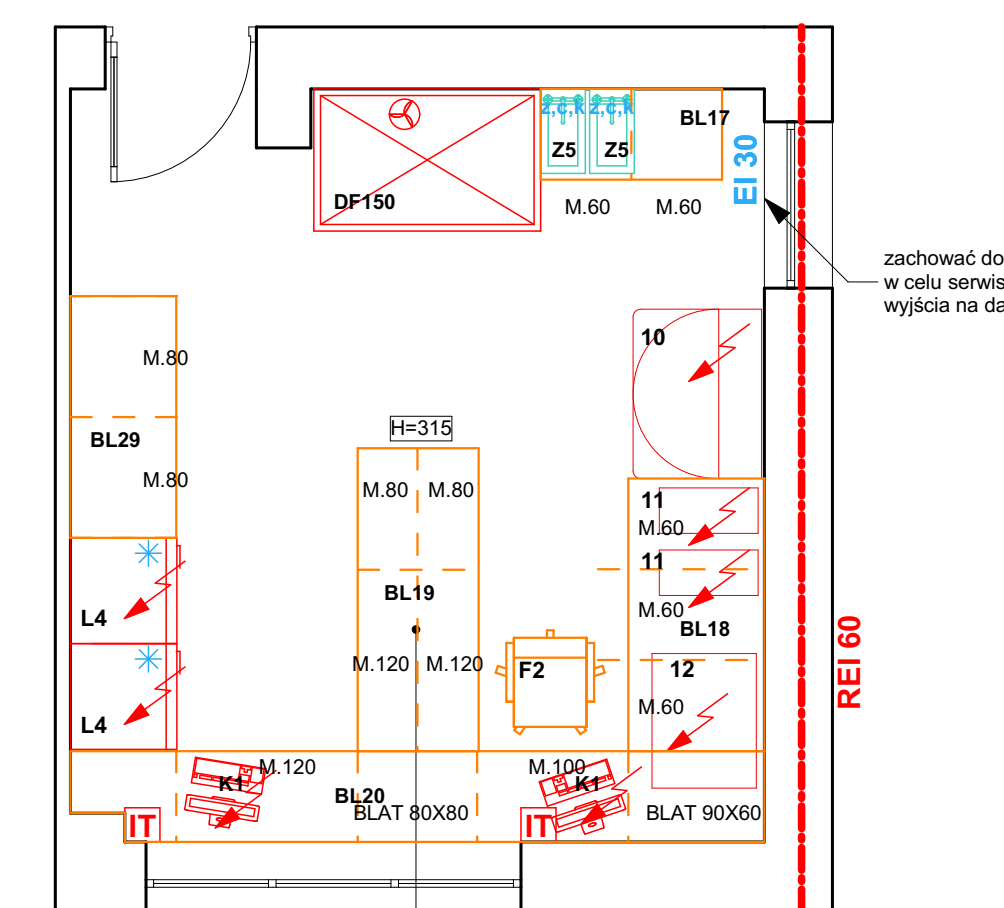 z,c,k z,c,k
BL17
Z5 Z5
EI 30
DF150
M.60 M.60
zachować do
w celu serwis
wyjścia na da
10
M.80
H=315
BL29
M.80
M.80 M.80
11
M.60
11
BL19
M.60
BL18
L4
REI 60
M.120 M.120
F2
12
M.60
L4
M.120
M.100
K1
K1
BL20
BLAT 80X80
BLAT 90X60
IT
IT